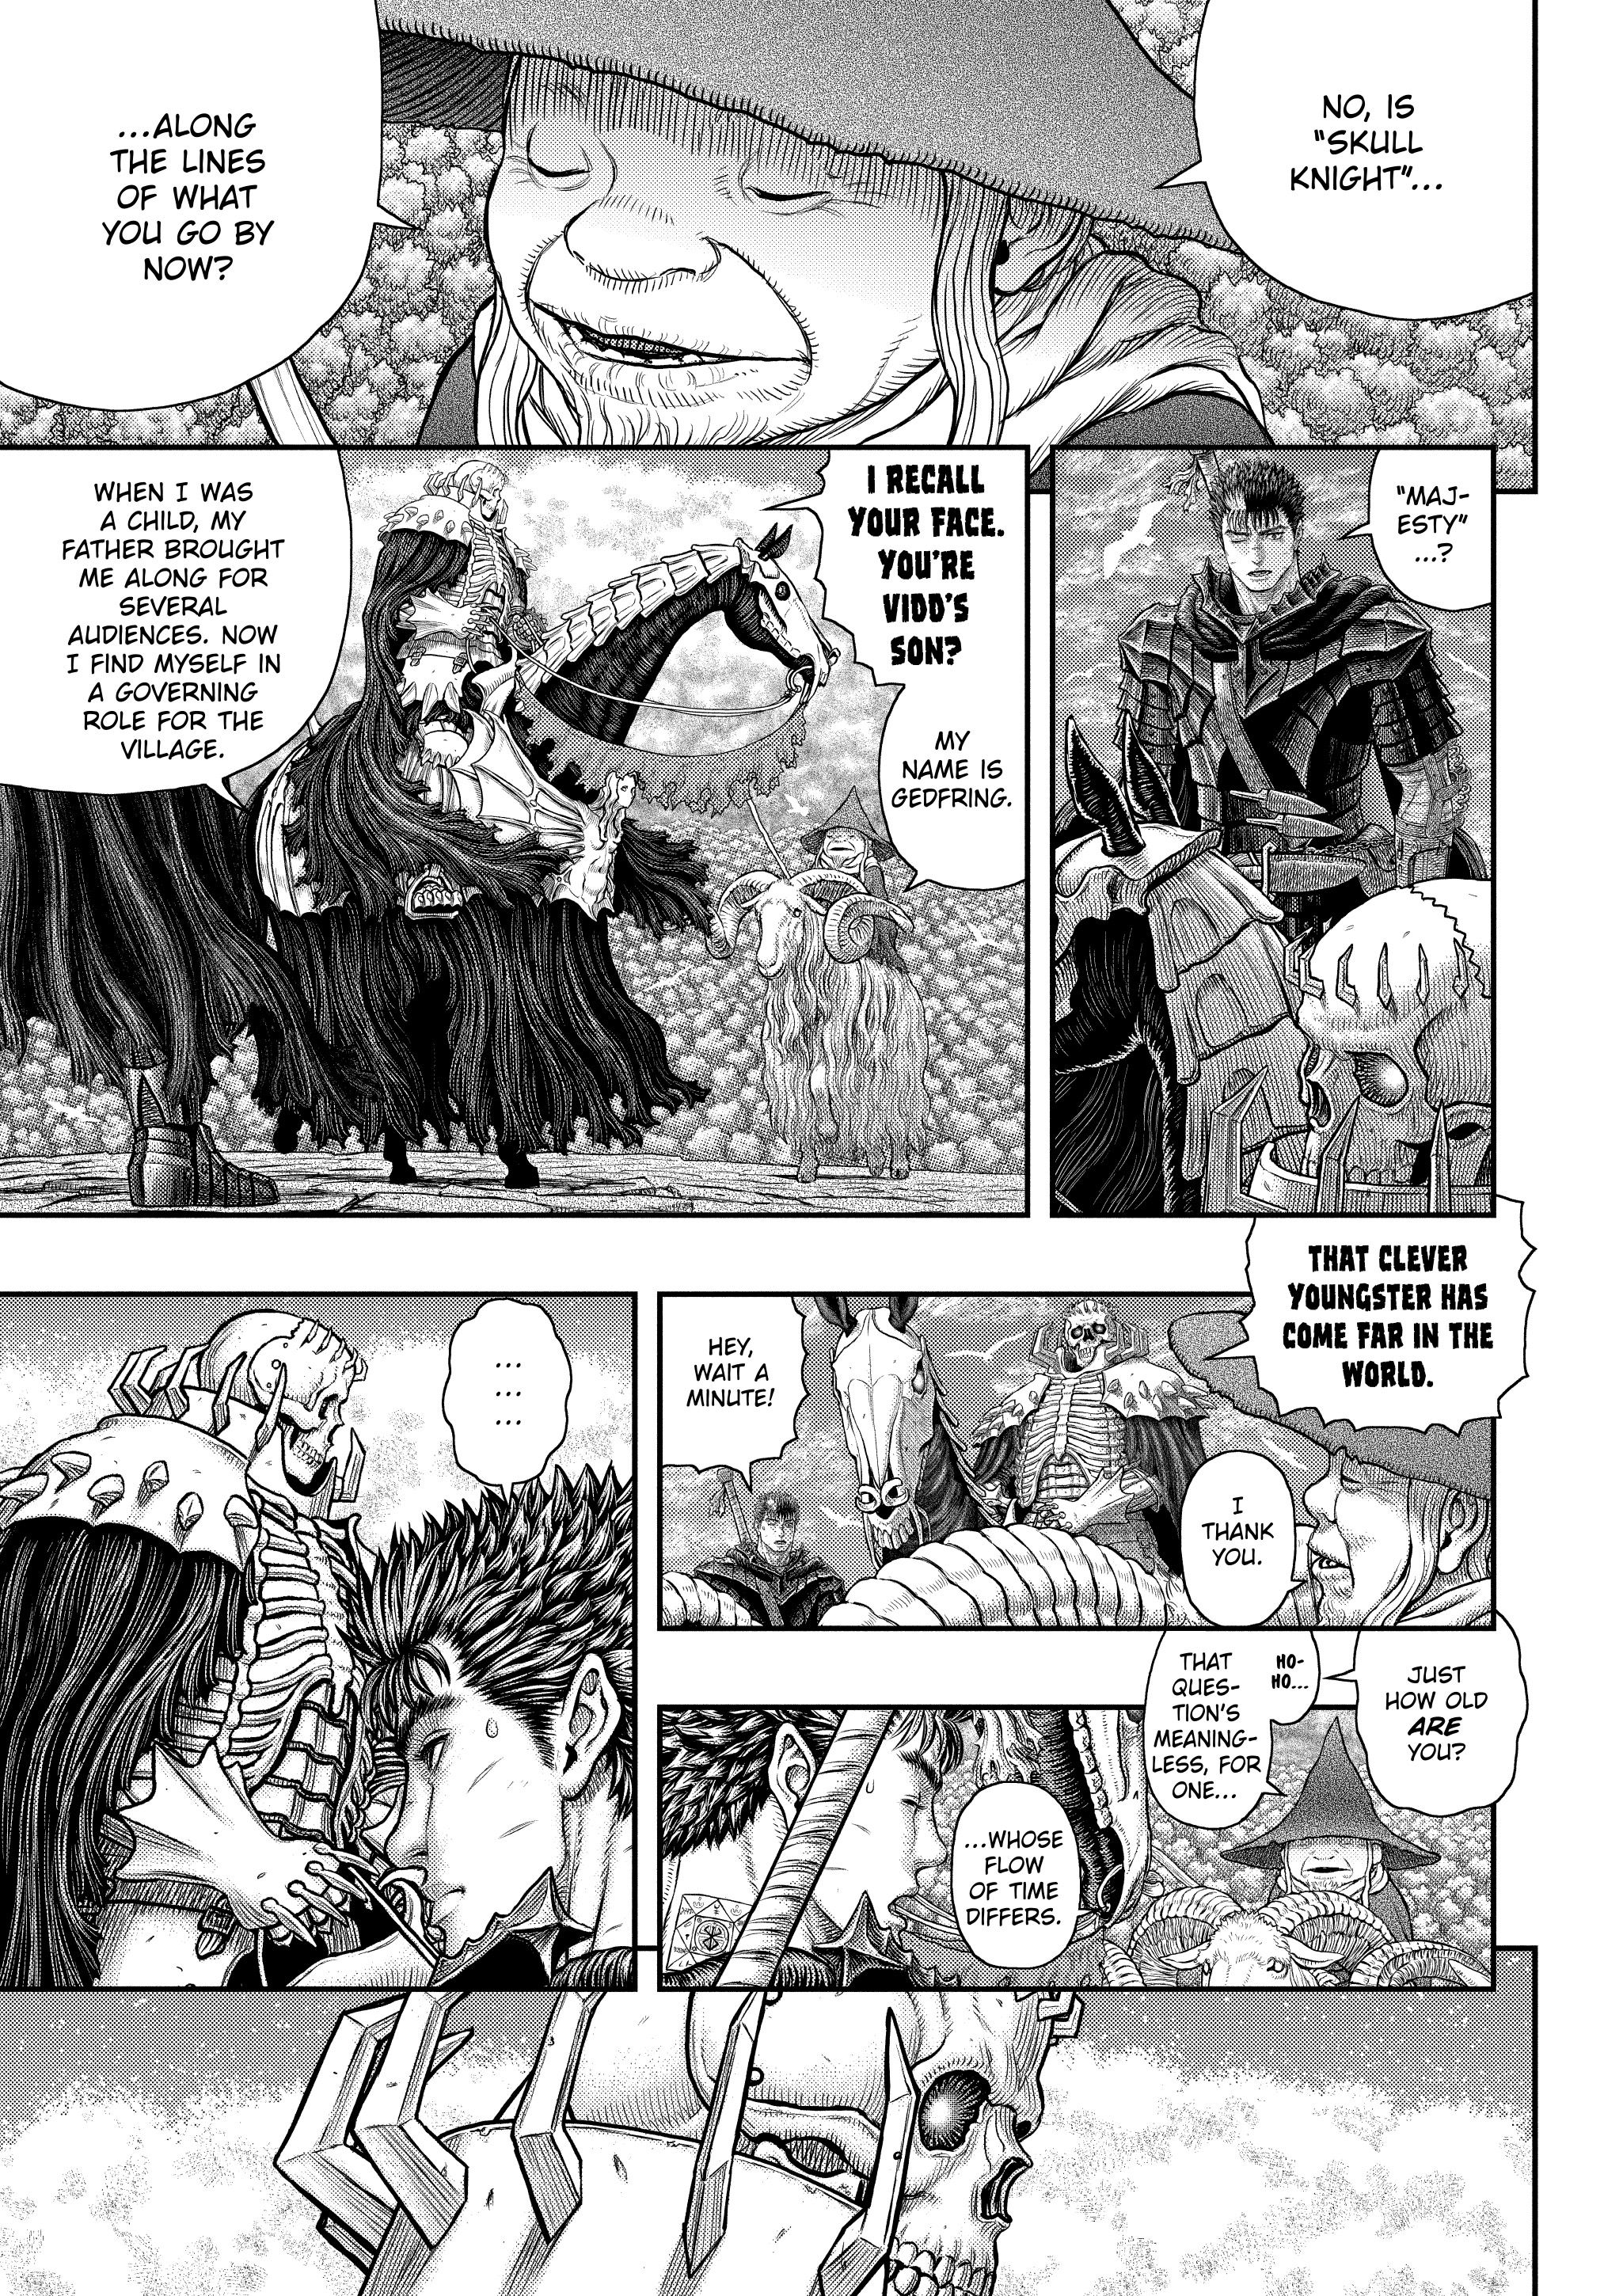 NO, IS
"SKULL
KNIGHT"...
...ALONG
THE LINES
OF WHAT
YOU GO BY
NOW?
"MAJ-
ESTY"
...?
I RECALL
YOUR FACE.
YOU'RE
VIDD'S
SON?
MY
NAME IS
GEDFRING.
WHEN I WAS
A CHILD, MY
FATHER BROUGHT
ME ALONG FOR
SEVERAL
AUDIENCES. NOW
I FIND MYSELF IN
A GOVERNING
ROLE FOR THE
VILLAGE.
THAT CLEVER
YOUNGSTER HAS
COME FAR IN THE
WORLD.
I
THANK
YOU.
HEY,
WAIT A
MINUTE!
JUST
HOW OLD
ARE
YOU?
HO-
HO...
THAT
QUES-
TION'S
MEANING-
LESS, FOR
ONE...
...WHOSE
FLOW
OF TIME
DIFFERS.
...
...
...